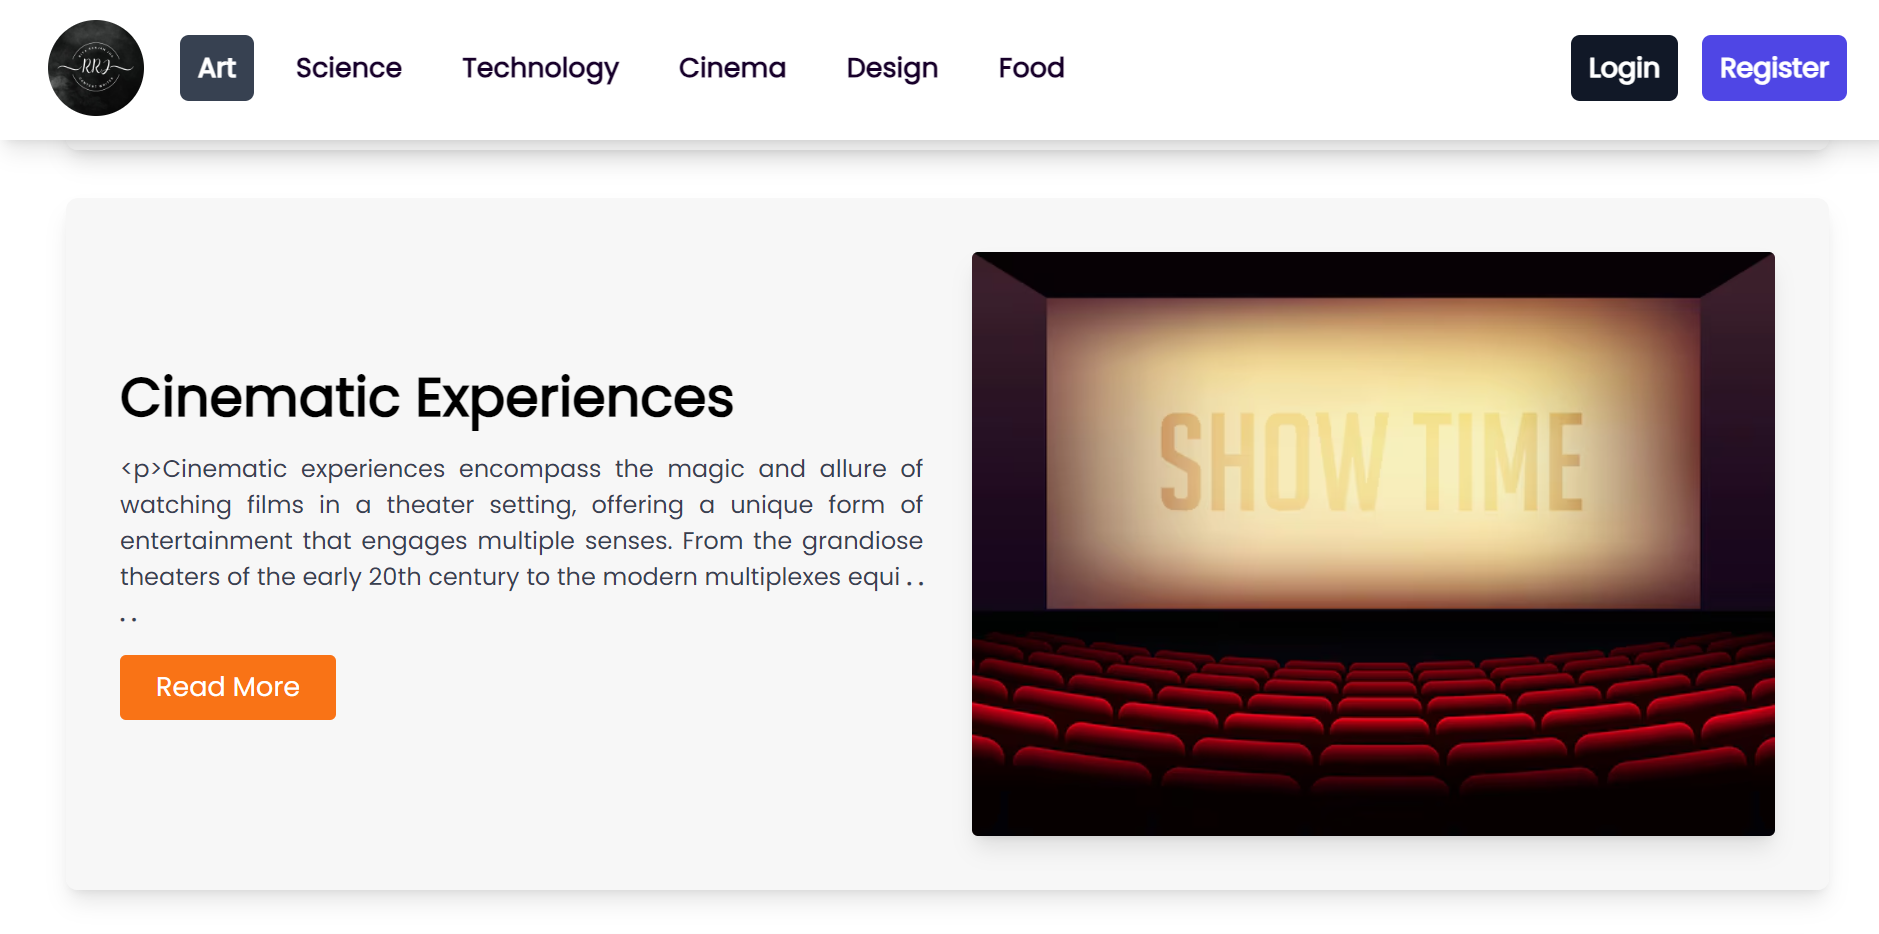 RRJ
Art
Science
Technology
Cinema
Design
Food
Login
Register
Cinematic Experiences
<p>Cinematic experiences encompass the magic and allure of
watching films in a theater setting, offering a unique form of
entertainment that engages multiple senses. From the grandiose
theaters of the early 20th century to the modern multiplexes equi . .
. .
Read More
SHOW TIME